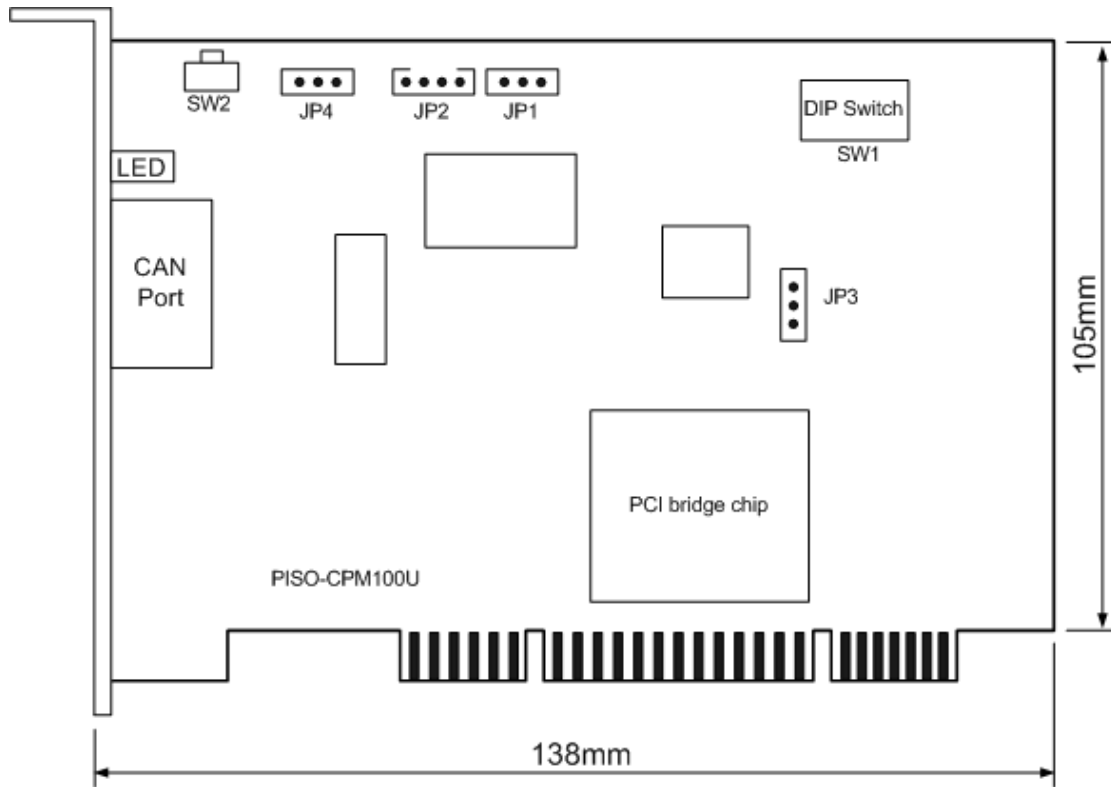 SW2
JP4
JP2
JP1
DIP Switch
SW1
LED
CAN
Port
JP3
105mm
PCI bridge chip
PISO-CPM100U
138mm